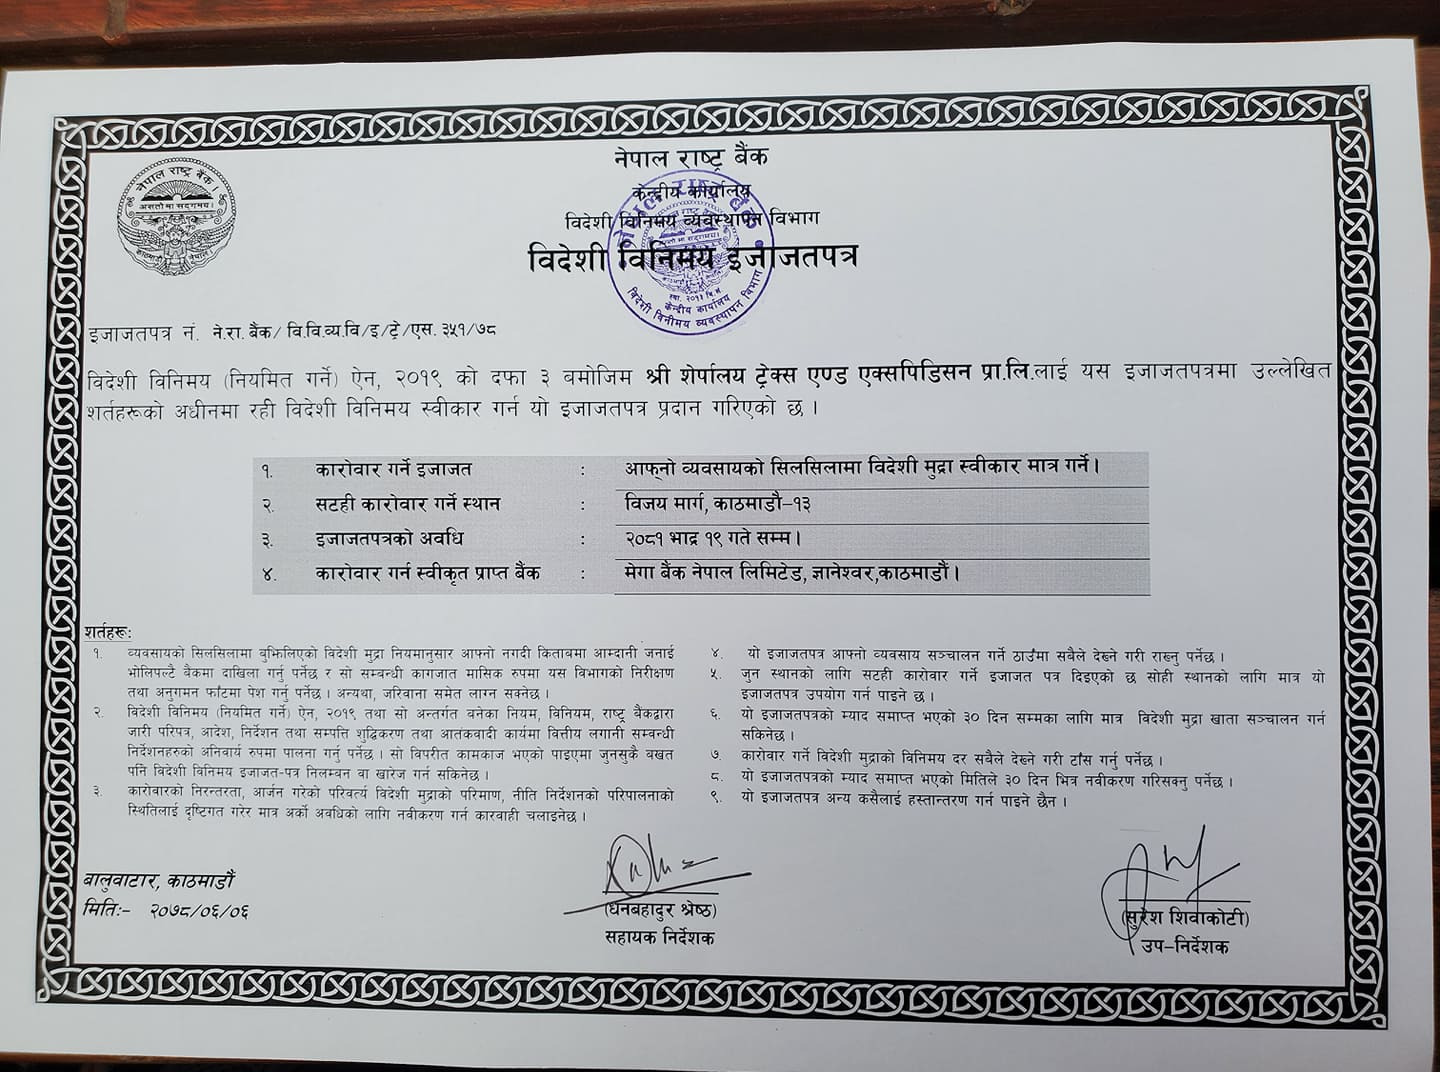 नेपाल राष्ट्र बैंक
केन्द्रीय कार्यालय
विदेशी विनिमय व्यवस्थापन विभाग
विदेशी विनिमय इजाजतपत्र
नेपाल राष्ट्र बैंक ।
असतोमा सद्गमय।
काठमाडौं नेपाल।
नेपाल राष्ट्र बैंक
स्था. २०१३ बि.सं
केन्द्रीय कार्यालय
विदेशी विनीमय व्यवस्थापन विभाग
इजाजतपत्र नं. ने.रा. बैंक/ वि.वि.व्य.वि/इ/ट्रे/एस. ३५१/७८
विदेशी विनिमय (नियमित गर्ने) ऐन, २०१९ को दफा ३ बमोजिम श्री शेर्पालय ट्रेक्स एण्ड एक्सपिडिसन प्रा.लि.लाई यस इजाजतपत्रमा उल्लेखित
शर्तहरूको अधीनमा रही विदेशी विनिमय स्वीकार गर्न यो इजाजतपत्र प्रदान गरिएको छ ।
१. कारोवार गर्ने इजाजत : आफ्नो व्यवसायको सिलसिलामा विदेशी मुद्रा स्वीकार मात्र गर्ने।
२. सटही कारोवार गर्ने स्थान : विजय मार्ग, काठमाडौ–१३
३. इजाजतपत्रको अवधि : २०८१ भाद्र १९ गते सम्म।
४. कारोवार गर्न स्वीकृत प्राप्त बैंक : मेगा बैंक नेपाल लिमिटेड, ज्ञानेश्वर,काठमाडौं।
शर्तहरू:
१. व्यवसायको सिलसिलामा बुझिलिएको विदेशी मुद्रा नियमानुसार आफ्नो नगदी किताबमा आम्दानी जनाई
भोलिपल्टै बैंकमा दाखिला गर्नु पर्नेछ र सो सम्बन्धी कागजात मासिक रुपमा यस विभागको निरीक्षण
तथा अनुगमन फाँटमा पेश गर्नु पर्नेछ । अन्यथा, जरिवाना समेत लाग्न सक्नेछ ।
२. विदेशी विनिमय (नियमित गर्ने) ऐन, २०१९ तथा सो अन्तर्गत बनेका नियम, विनियम, राष्ट्र बैंकद्वारा
जारी परिपत्र, आदेश, निर्देशन तथा सम्पत्ति शुद्धिकरण तथा आतंकवादी कार्यमा वित्तीय लगानी सम्बन्धी
निर्देशनहरुको अनिवार्य रुपमा पालना गर्नु पर्नेछ । सो विपरीत कामकाज भएको पाइएमा जुनसुकै बखत
पनि विदेशी विनिमय इजाजत-पत्र निलम्बन वा खारेज गर्न सकिनेछ ।
३. कारोवारको निरन्तरता, आर्जन गरेको परिवर्त्य विदेशी मुद्राको परिमाण, नीति निर्देशनको परिपालनाको
स्थितिलाई दृष्टिगत गरेर मात्र अर्को अवधिको लागि नवीकरण गर्न कारवाही चलाइनेछ ।
४. यो इजाजतपत्र आफ्नो व्यवसाय सञ्चालन गर्ने ठाउँमा सबैले देख्ने गरी राख्नु पर्नेछ ।
५. जुन स्थानको लागि सटही कारोवार गर्ने इजाजत पत्र दिइएको छ सोही स्थानको लागि मात्र यो
इजाजतपत्र उपयोग गर्न पाइने छ ।
६. यो इजाजतपत्रको म्याद समाप्त भएको ३० दिन सम्मका लागि मात्र विदेशी मुद्रा खाता सञ्चालन गर्न
सकिनेछ ।
७. कारोवार गर्ने विदेशी मुद्राको विनिमय दर सबैले देख्ने गरी टाँस गर्नु पर्नेछ ।
८. यो इजाजतपत्रको म्याद समाप्त भएको मितिले ३० दिन भित्र नवीकरण गरिसक्नु पर्नेछ ।
९. यो इजाजतपत्र अन्य कसैलाई हस्तान्तरण गर्न पाइने छैन ।
बालुवाटार, काठमाडौं
मिति:- २०७८/०६/०६
(धनबहादुर श्रेष्ठ)
सहायक निर्देशक
(सुरेश शिवाकोटी)
उप–निर्देशक